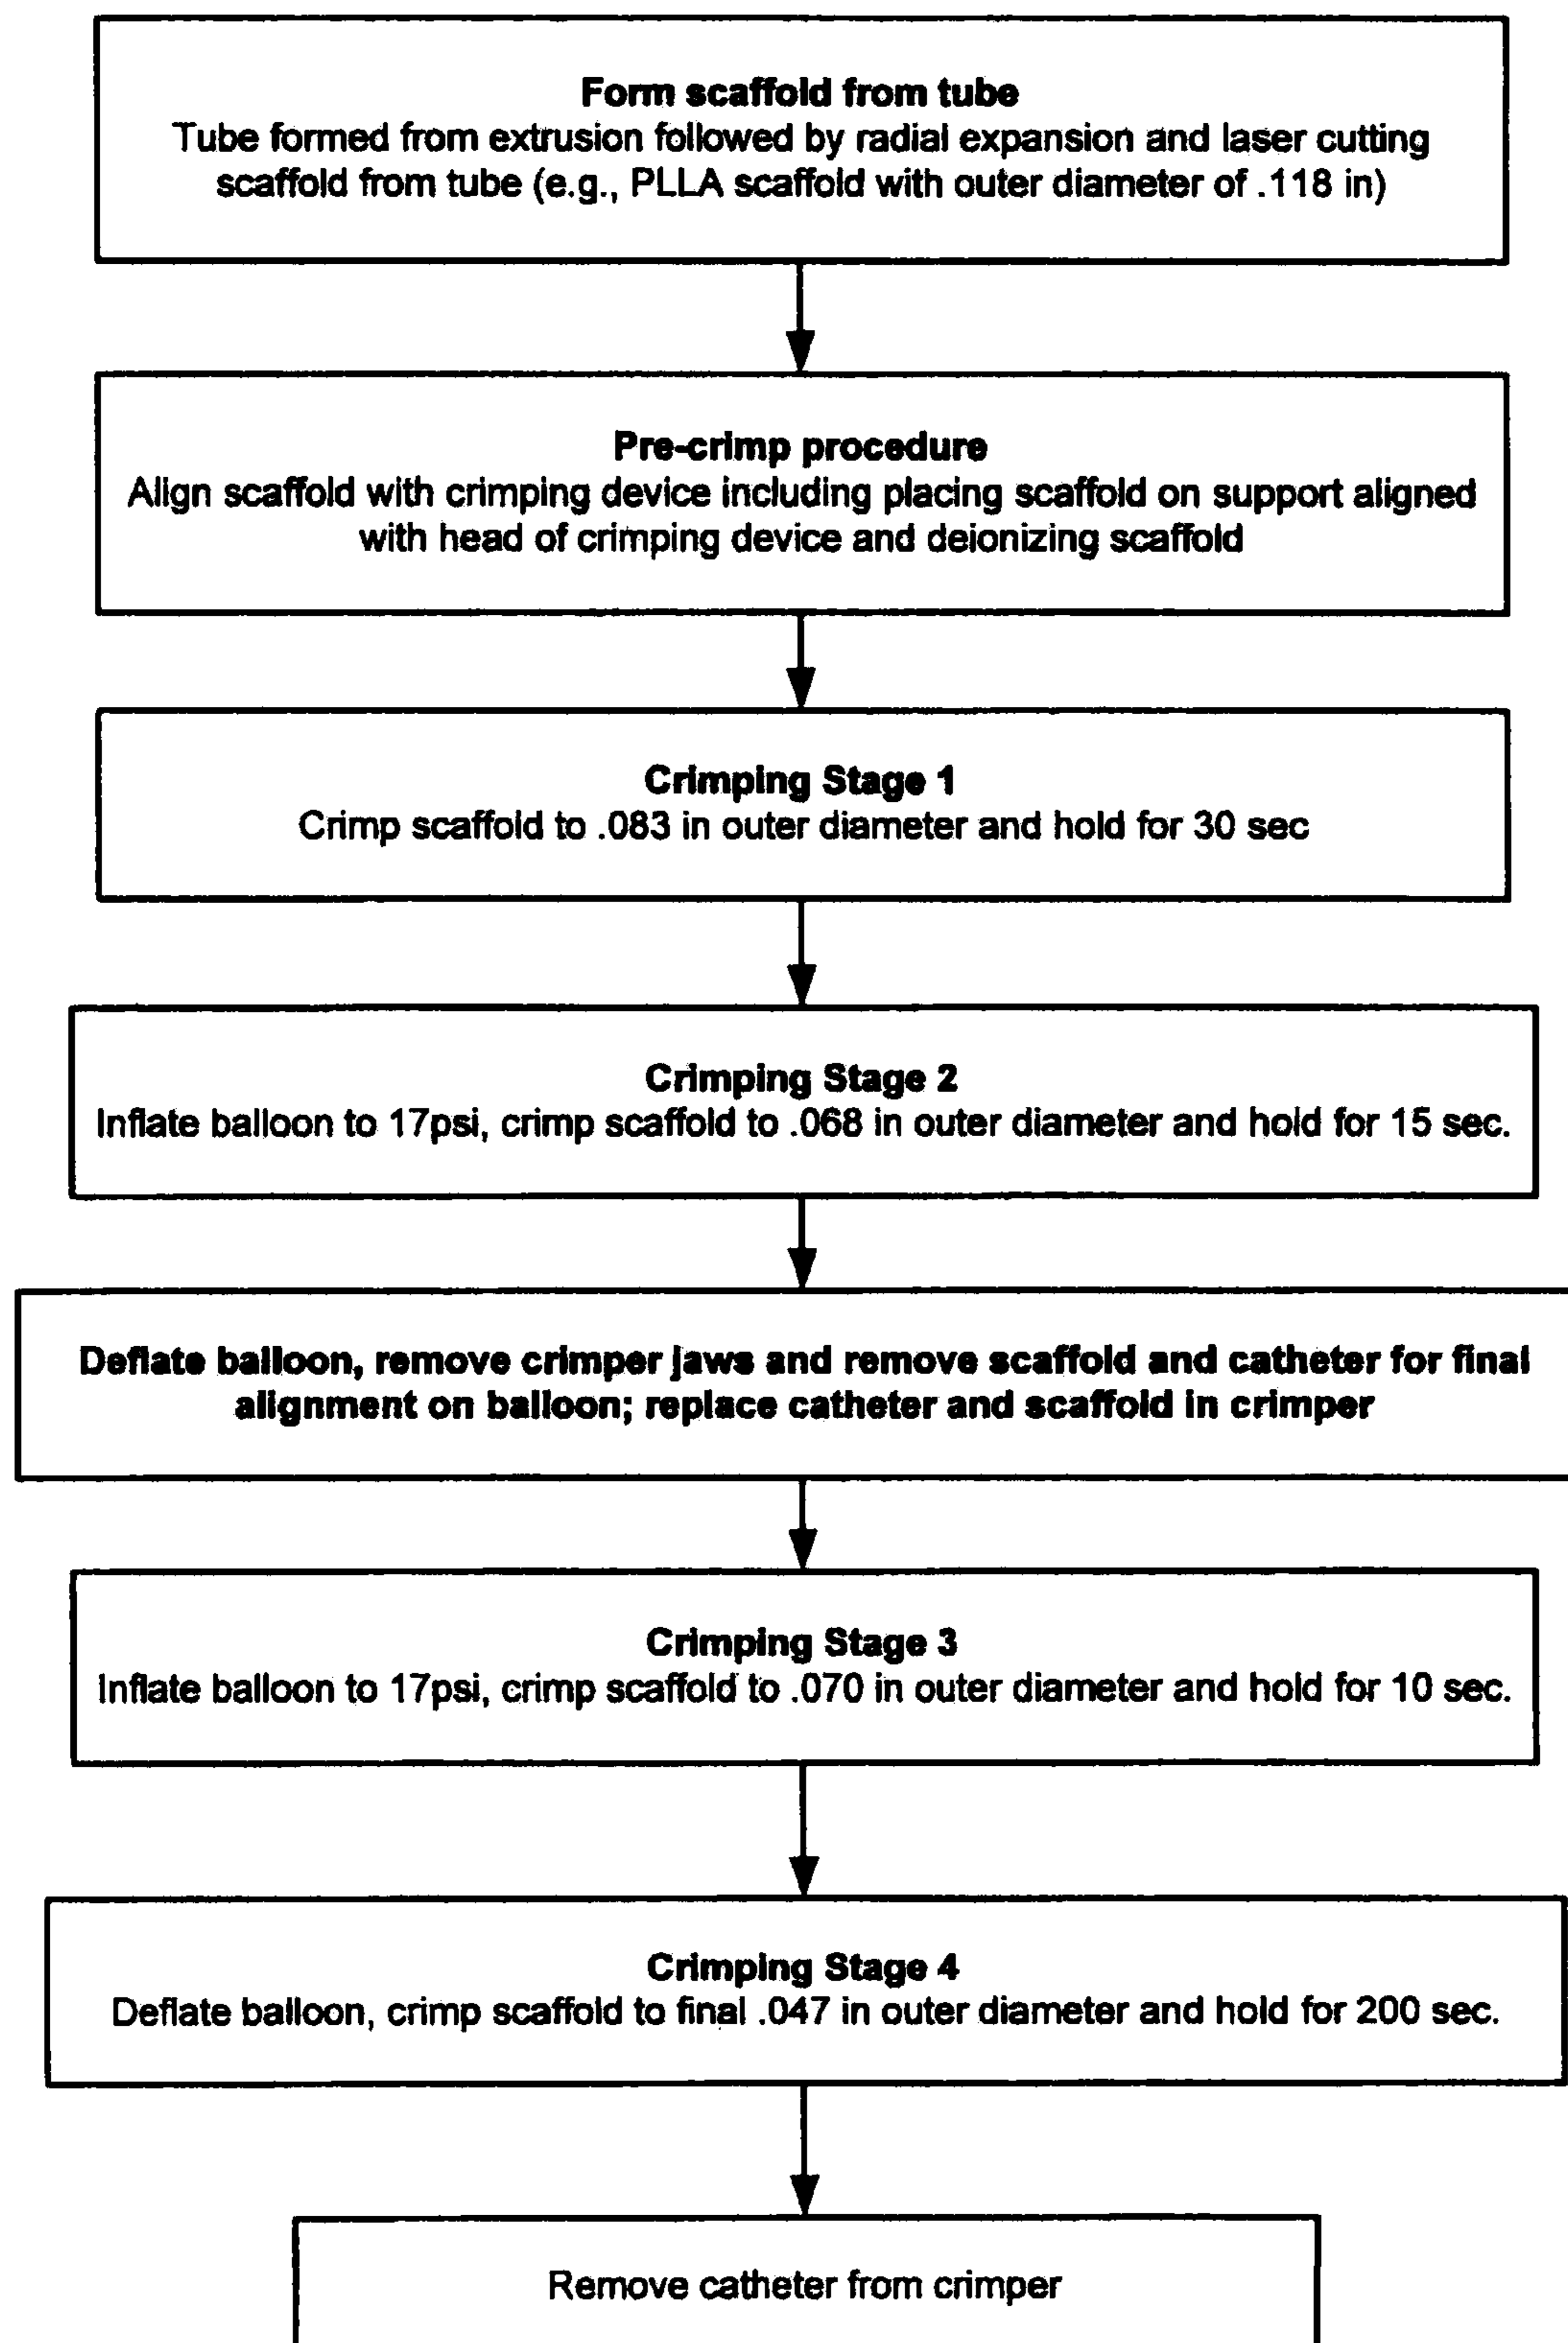 Form scaffold from tube
Tube formed from extrusion followed by radial expansion and laser cutting
scaffold from tube (e.g., PLLA scaffold with outer diameter of .118 in)
Pre-crimp procedure
Align scaffold with crimping device including placing scaffold on support aligned
with head of crimping device and deionizing scaffold
Crimping Stage 1
Crimp scaffold to .083 in outer diameter and hold for 30 sec
Crimping Stage 2
Inflate balloon to 17psi, crimp scaffold to .068 in outer diameter and hold for 15 sec.
Deflate balloon, remove crimper jaws and remove scaffold and catheter for final
alignment on balloon; replace catheter and scaffold in crimper
Crimping Stage 3
Inflate balloon to 17psi, crimp scaffold to .070 in outer diameter and hold for 10 sec.
Crimping Stage 4
Deflate balloon, crimp scaffold to final .047 in outer diameter and hold for 200 sec.
Remove catheter from crimper